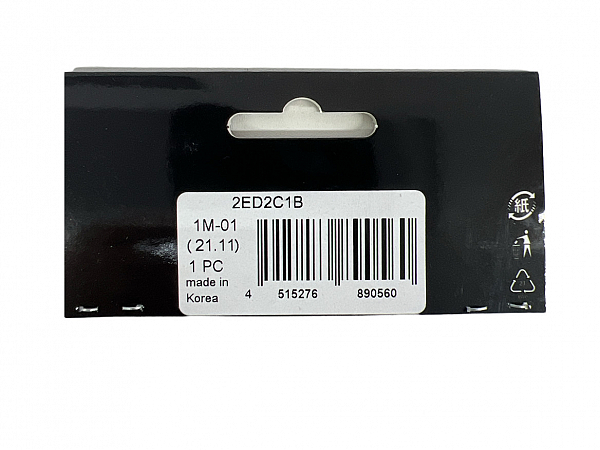 2ED2C1B
1M-01
( 21.11)
1 PC
made in
Korea
4 515276 890560
紙